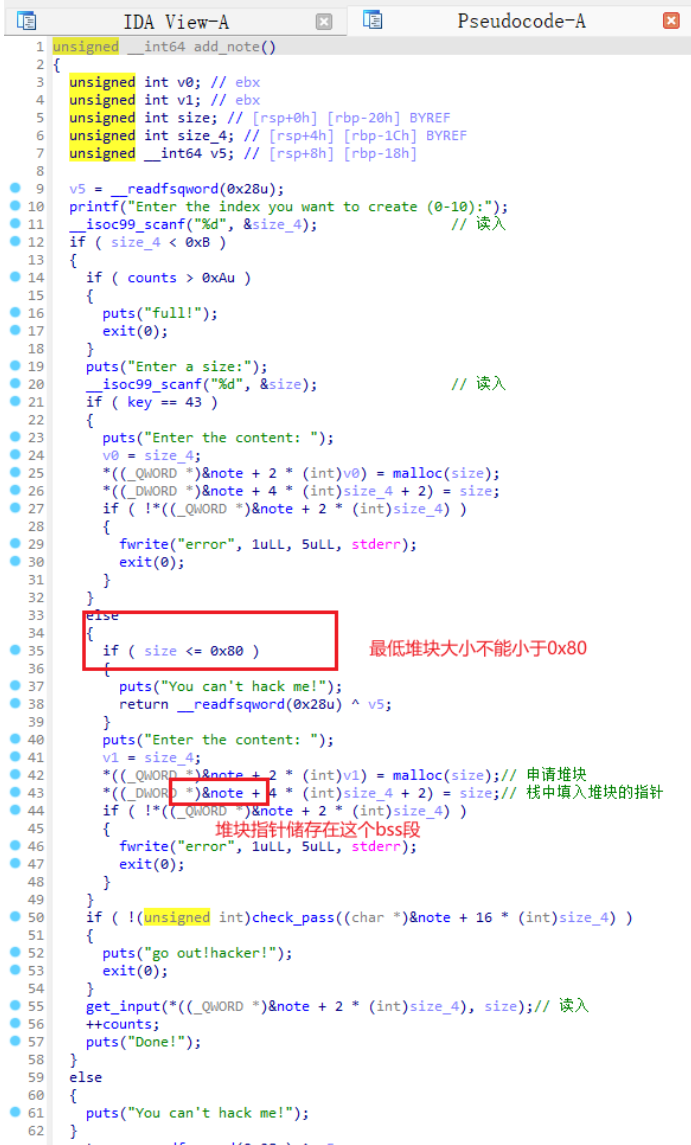 IDA View-A Pseudocode-A
1 unsigned __int64 add_note()
2 {
3 unsigned int v0; // ebx
4 unsigned int v1; // ebx
5 unsigned int size; // [rsp+0h] [rbp-20h] BYREF
6 unsigned int size_4; // [rsp+4h] [rbp-1Ch] BYREF
7 unsigned __int64 v5; // [rsp+8h] [rbp-18h]
8
9 v5 = __readfsqword(0x28u);
10 printf("Enter the index you want to create (0-10):");
11 __isoc99_scanf("%d", &size_4); // 读入
12 if ( size_4 < 0xB )
13 {
14 if ( counts > 0xAu )
15 {
16 puts("full!");
17 exit(0);
18 }
19 puts("Enter a size:");
20 __isoc99_scanf("%d", &size); // 读入
21 if ( key == 43 )
22 {
23 puts("Enter the content: ");
24 v0 = size_4;
25 *((_QWORD *)&note + 2 * (int)v0) = malloc(size);
26 *((_DWORD *)&note + 4 * (int)size_4 + 2) = size;
27 if ( !*((_QWORD *)&note + 2 * (int)size_4) )
28 {
29 fwrite("error", 1uLL, 5uLL, stderr);
30 exit(0);
31 }
32 }
33 else
34 {
35 if ( size <= 0x80 ) 最低堆块大小不能小于0x80
36 {
37 puts("You can't hack me!");
38 return __readfsqword(0x28u) ^ v5;
39 }
40 puts("Enter the content: ");
41 v1 = size_4;
42 *((_QWORD *)&note + 2 * (int)v1) = malloc(size);// 申请堆块
43 *((_DWORD *)&note + 4 * (int)size_4 + 2) = size;// 栈中填入堆块的指针
44 if ( !*((_QWORD *)&note + 2 * (int)size_4) )
45 { 堆块指针储存在这个bss段
46 fwrite("error", 1uLL, 5uLL, stderr);
47 exit(0);
48 }
49 }
50 if ( !(unsigned int)check_pass((char *)&note + 16 * (int)size_4) )
51 {
52 puts("go out!hacker!");
53 exit(0);
54 }
55 get_input(*((_QWORD *)&note + 2 * (int)size_4), size);// 读入
56 ++counts;
57 puts("Done!");
58 }
59 else
60 {
61 puts("You can't hack me!");
62 }